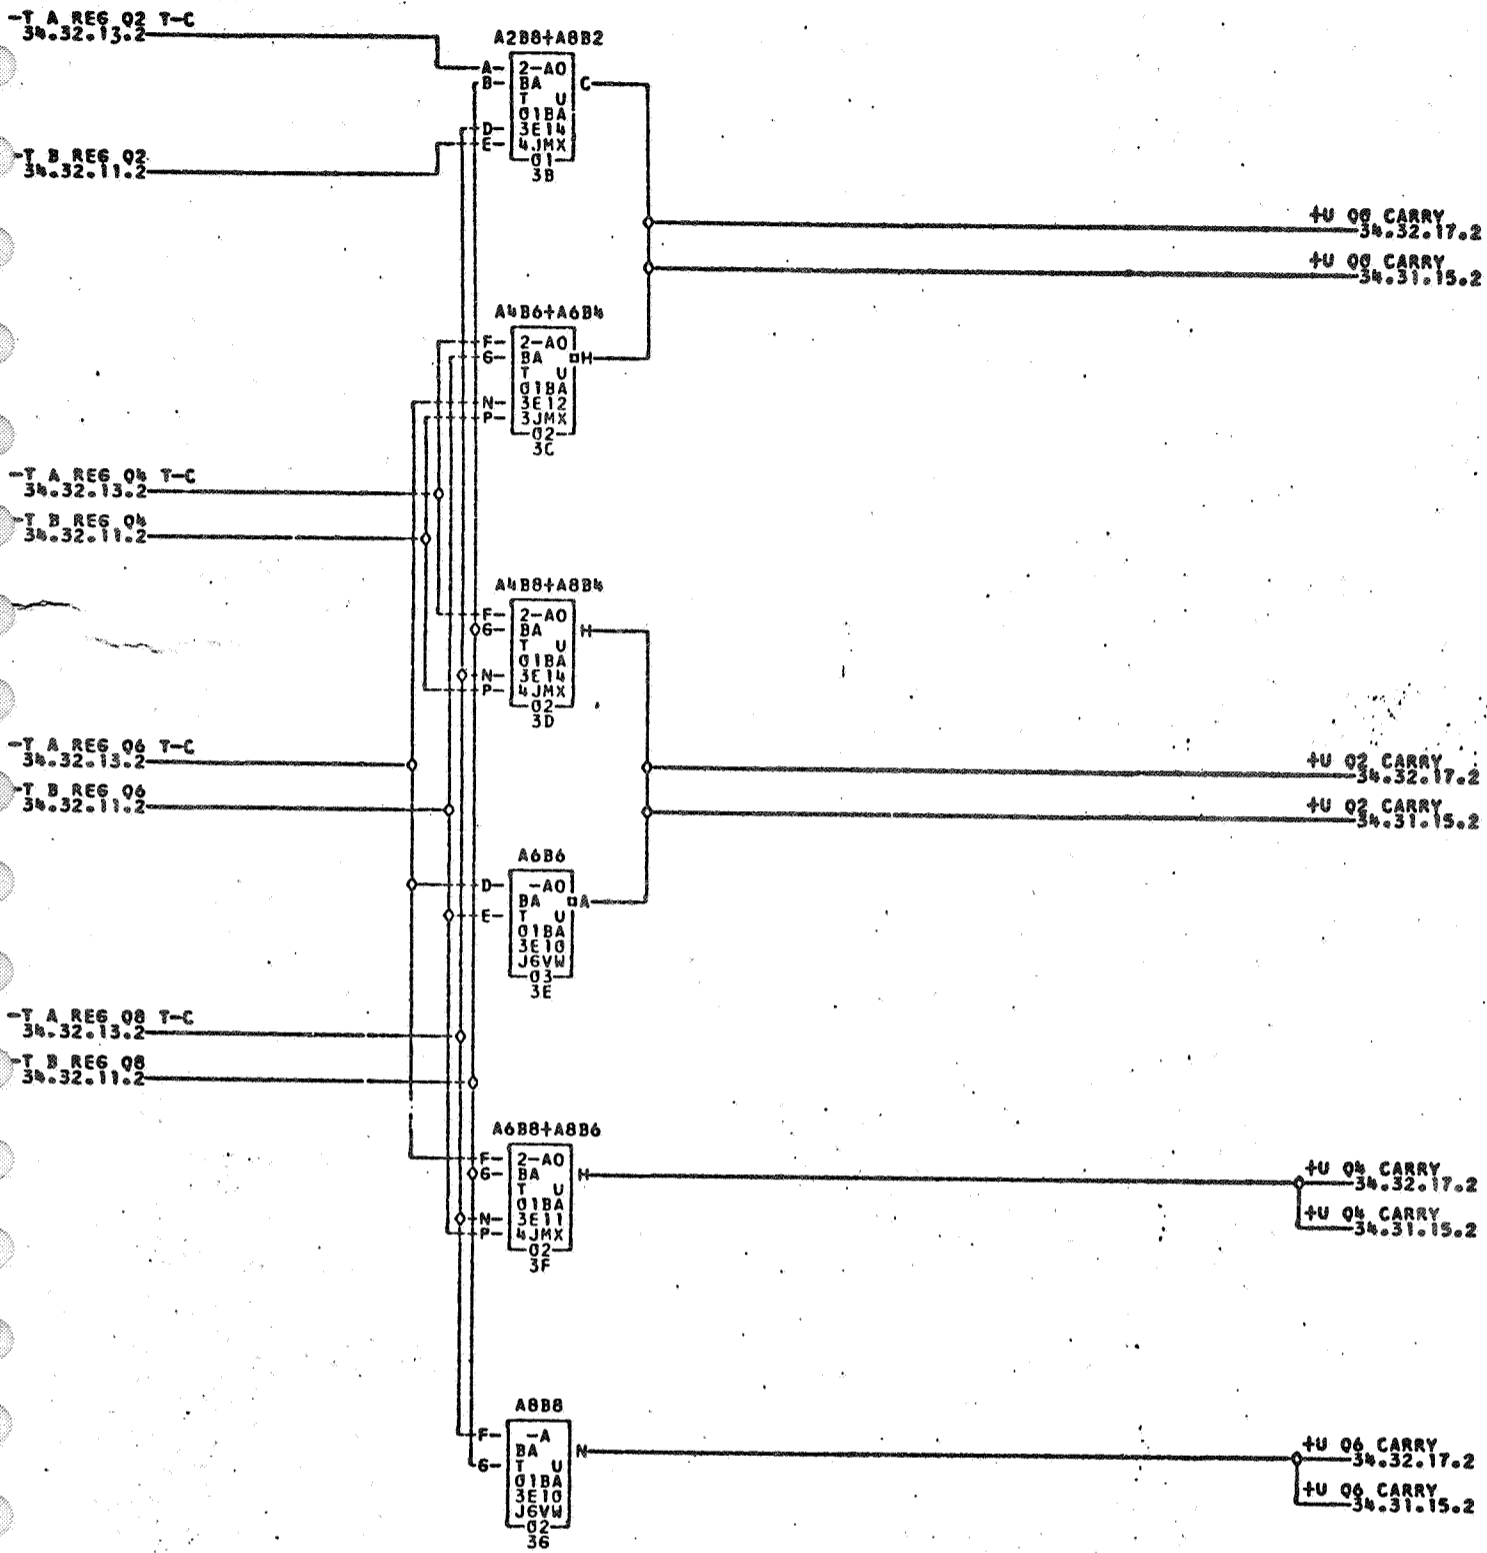 -T A REG Q2 T-C
34.32.13.2
A2B8+A8B2
A- 2-AO
B- BA C
T U
01BA
D- 3E14
E- 4JMX
01
3B
-T B REG Q2
34.32.11.2
+U Q0 CARRY
34.32.17.2
+U Q0 CARRY
34.31.15.2
A4B6+A6B4
F- 2-AO
G- BA H
T U
01BA
N- 3E12
P- 3JMX
02
3C
-T A REG Q4 T-C
34.32.13.2
-T B REG Q4
34.32.11.2
A4B8+A8B4
F- 2-AO
G- BA H
T U
01BA
N- 3E14
P- 4JMX
02
3D
-T A REG Q6 T-C
34.32.13.2
-T B REG Q6
34.32.11.2
+U Q2 CARRY
34.32.17.2
+U Q2 CARRY
34.31.15.2
A6B6
D- -AO
BA A
E- T U
01BA
3E10
J6VW
03
3E
-T A REG Q8 T-C
34.32.13.2
-T B REG Q8
34.32.11.2
A6B8+A8B6
F- 2-AO
G- BA H
T U
01BA
N- 3E11
P- 4JMX
02
3F
+U Q4 CARRY
34.32.17.2
+U Q4 CARRY
34.31.15.2
A8B8
F- -A
BA N
G- T U
01BA
3E10
J6VW
02
3G
+U Q6 CARRY
34.32.17.2
+U Q6 CARRY
34.31.15.2